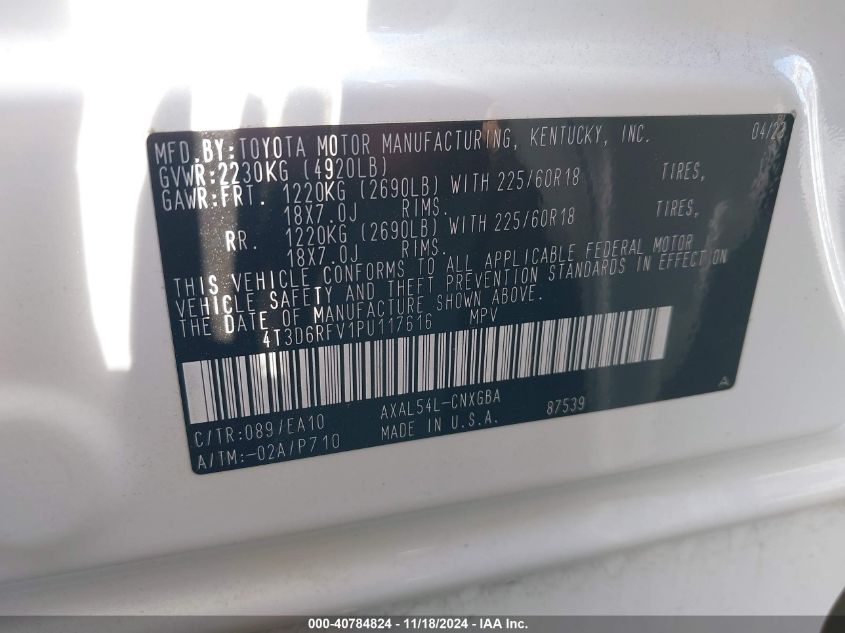 MFD.BY:TOYOTA MOTOR MANUFACTURING, KENTUCKY, INC. 04/23
GVWR:2230KG (4920LB)
GAWR:FRT. 1220KG (2690LB) WITH 225/60R18 TIRES,
18X7.0J RIMS.
RR. 1220KG (2690LB) WITH 225/60R18 TIRES,
18X7.0J RIMS.
THIS VEHICLE CONFORMS TO ALL APPLICABLE FEDERAL MOTOR
VEHICLE SAFETY AND THEFT PREVENTION STANDARDS IN EFFECT ON
THE DATE OF MANUFACTURE SHOWN ABOVE.
4T3D6RFV1PU117616 MPV
C/TR:089/EA10 AXAL54L-CNXGBA 87539 A
A/TM:-02A/P710 MADE IN U.S.A.
000-40784824 - 11/18/2024 - IAA Inc.